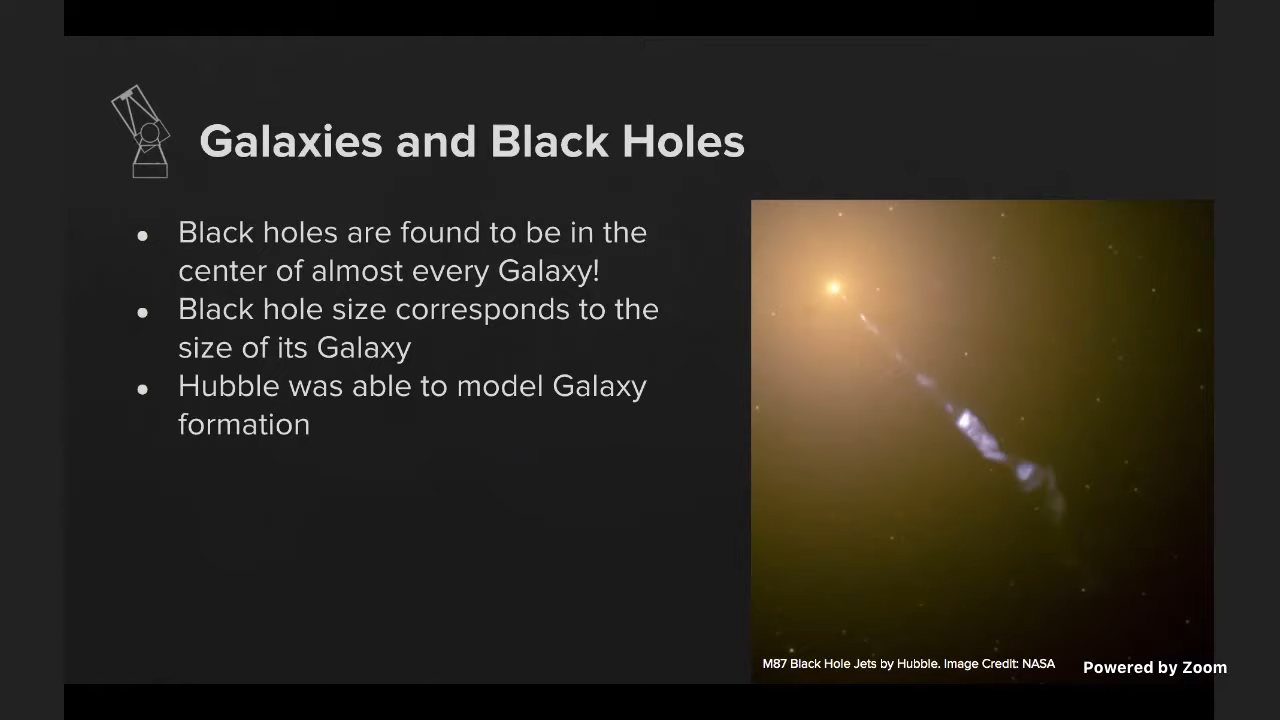 Galaxies and Black Holes
● Black holes are found to be in the
center of almost every Galaxy!
● Black hole size corresponds to the
size of its Galaxy
● Hubble was able to model Galaxy
formation
M87 Black Hole Jets by Hubble. Image Credit: NASA
Powered by Zoom